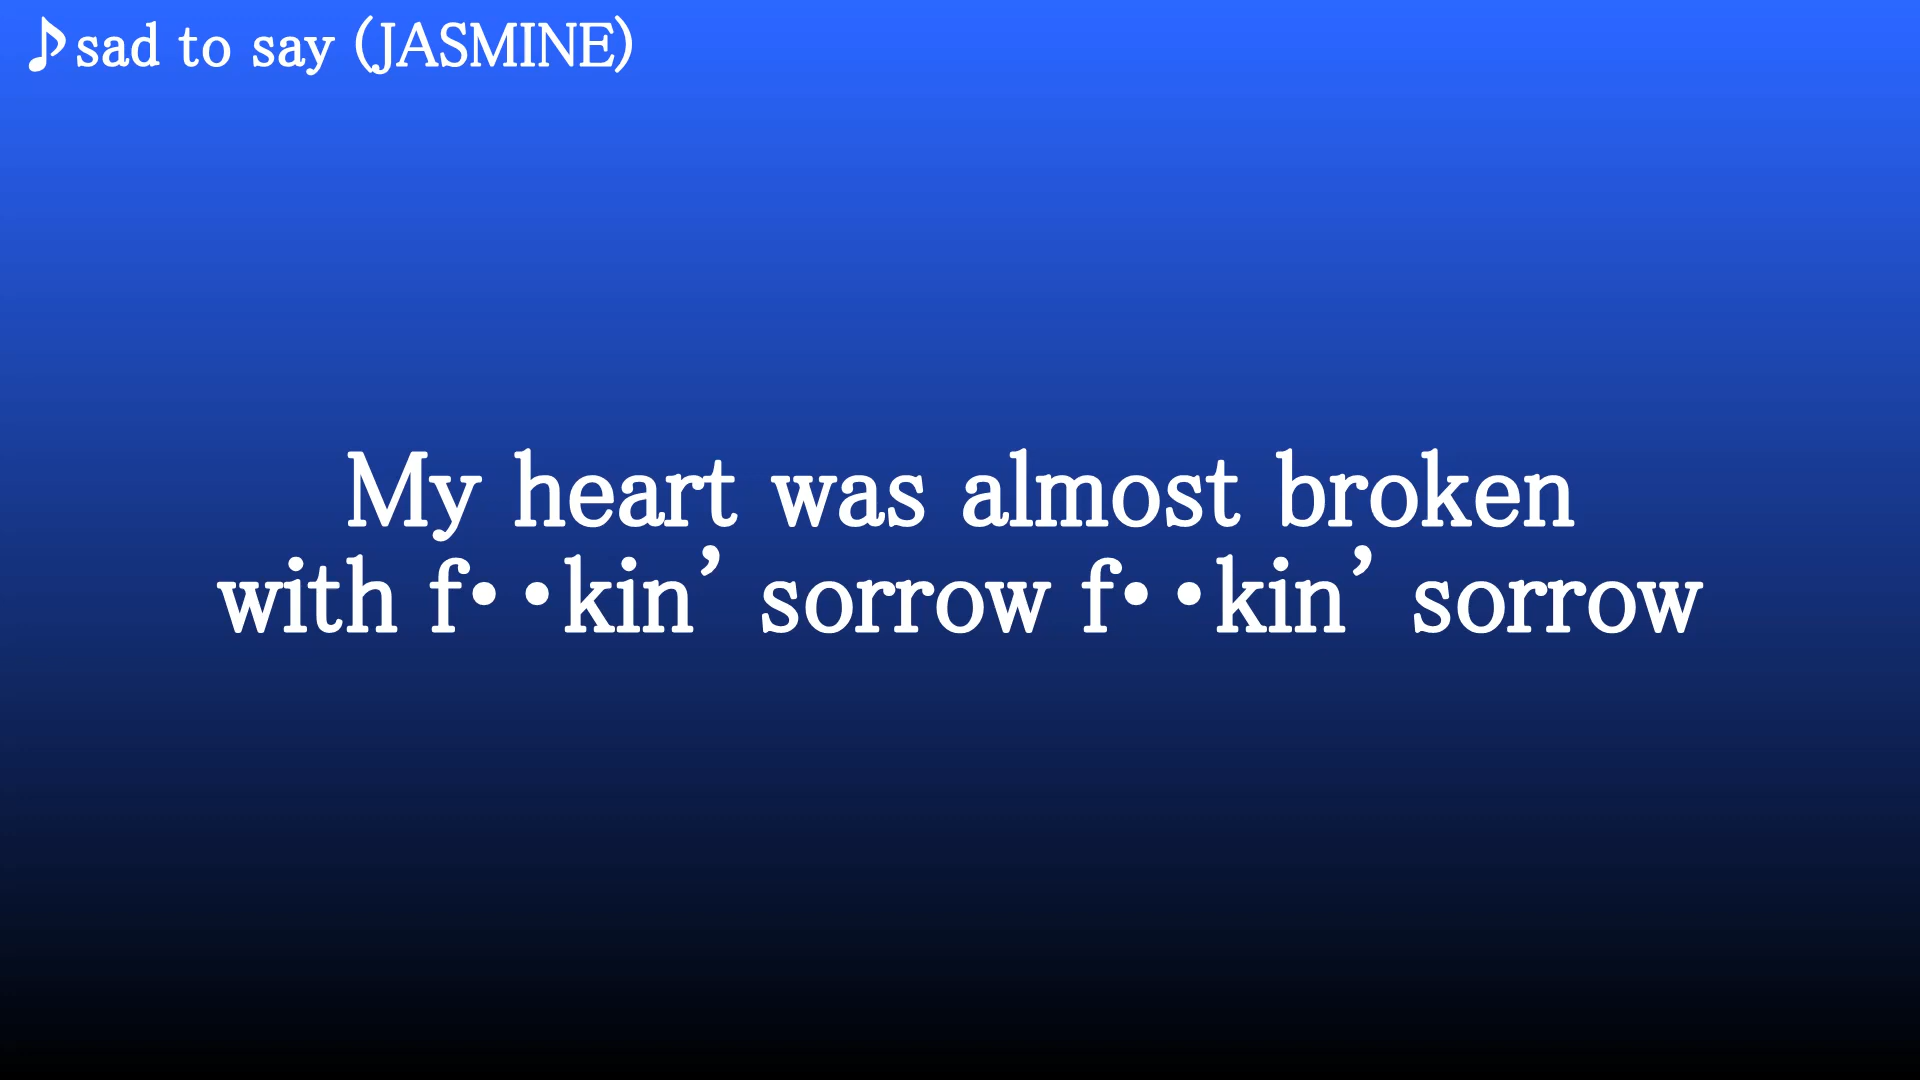 ♪sad to say (JASMINE)
My heart was almost broken
with f・・kin’ sorrow f・・kin’ sorrow